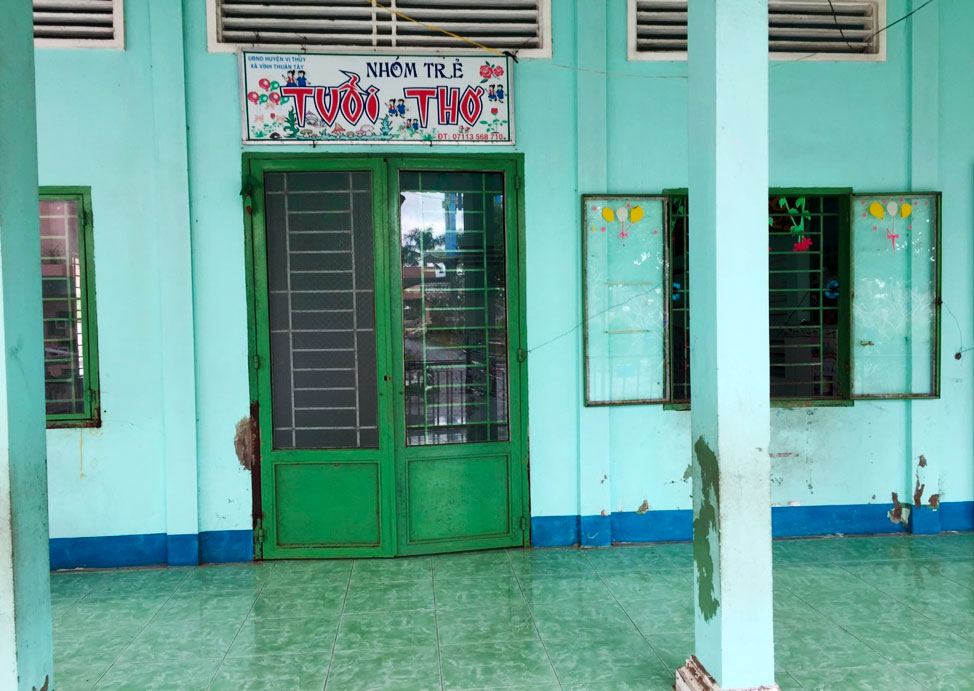 UBND HUYỆN VỊ THỦY
XÃ VĨNH THUẬN TÂY
NHÓM TRẺ
TUỔI THƠ
ĐT: 07113 568 710